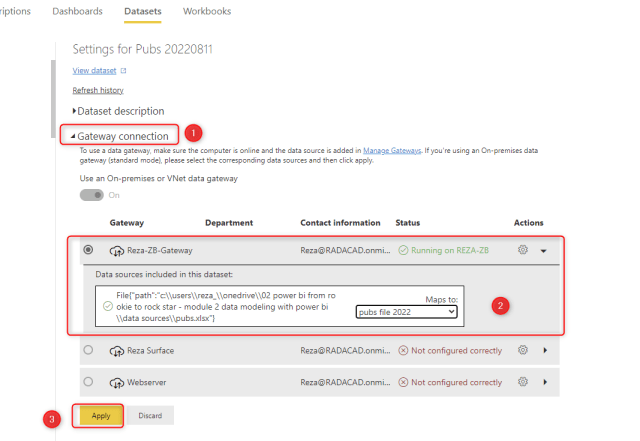 riptions Dashboards Datasets Workbooks
Settings for Pubs 20220811
View dataset
Refresh history
Dataset description
Gateway connection 1
To use a data gateway, make sure the computer is online and the data source is added in Manage Gateways. If you're using an On-premises data
gateway (standard mode), please select the corresponding data sources and then click apply.
Use an On-premises or VNet data gateway
On
Gateway Department Contact information Status Actions
Reza-ZB-Gateway Reza@RADACAD.onmi... Running on REZA-ZB
Data sources included in this dataset:
File{"path":"c:\\users\\reza_\\onedrive\\02 power bi from ro
okie to rock star - module 2 data modeling with power bi
\\data sources\\pubs.xlsx"}
Maps to:
pubs file 2022
2
Reza Surface Reza@RADACAD.onmi... Not configured correctly
Webserver Reza@RADACAD.onmi... Not configured correctly
3 Apply Discard